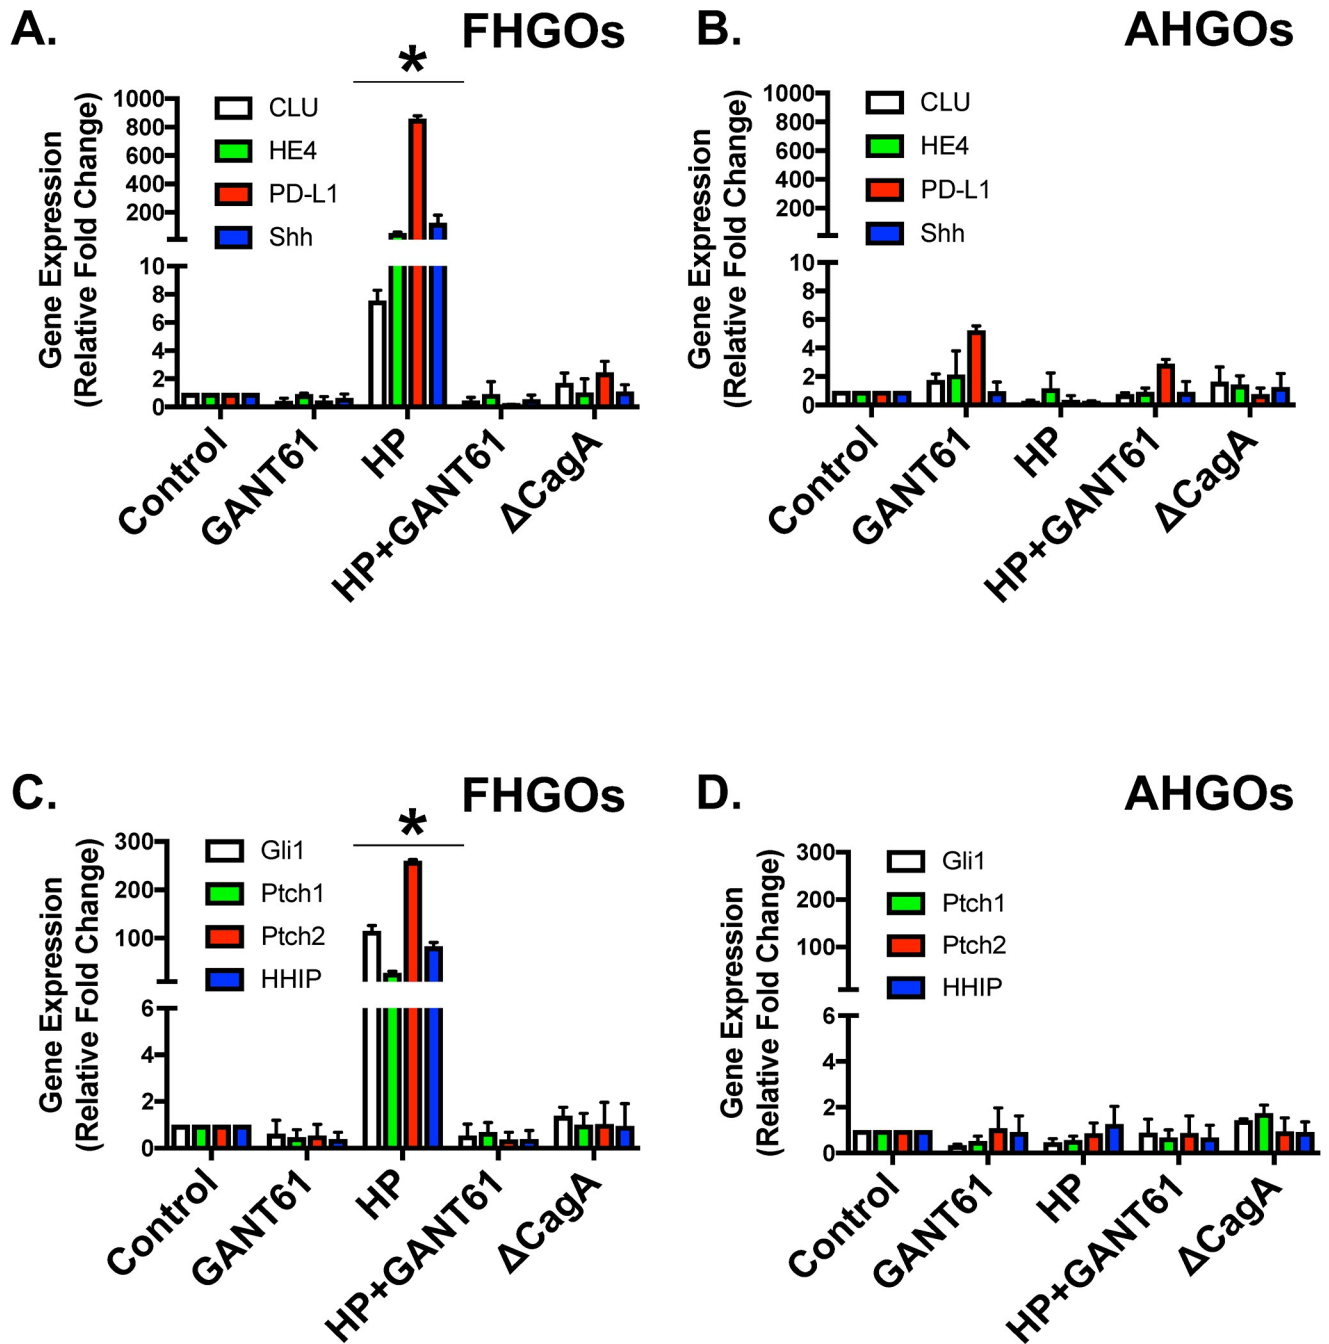 A.
FHGOs
*
Gene Expression
(Relative Fold Change)
1000
800
600
400
200
10
8
6
4
2
0
CLU
HE4
PD-L1
Shh
Control
GANT61
HP
HP+GANT61
ΔCagA
B.
AHGOs
Gene Expression
(Relative Fold Change)
1000
800
600
400
200
10
8
6
4
2
0
CLU
HE4
PD-L1
Shh
Control
GANT61
HP
HP+GANT61
ΔCagA
C.
FHGOs
*
Gene Expression
(Relative Fold Change)
300
200
100
6
4
2
0
Gli1
Ptch1
Ptch2
HHIP
Control
GANT61
HP
HP+GANT61
ΔCagA
D.
AHGOs
Gene Expression
(Relative Fold Change)
300
200
100
6
4
2
0
Gli1
Ptch1
Ptch2
HHIP
Control
GANT61
HP
HP+GANT61
ΔCagA